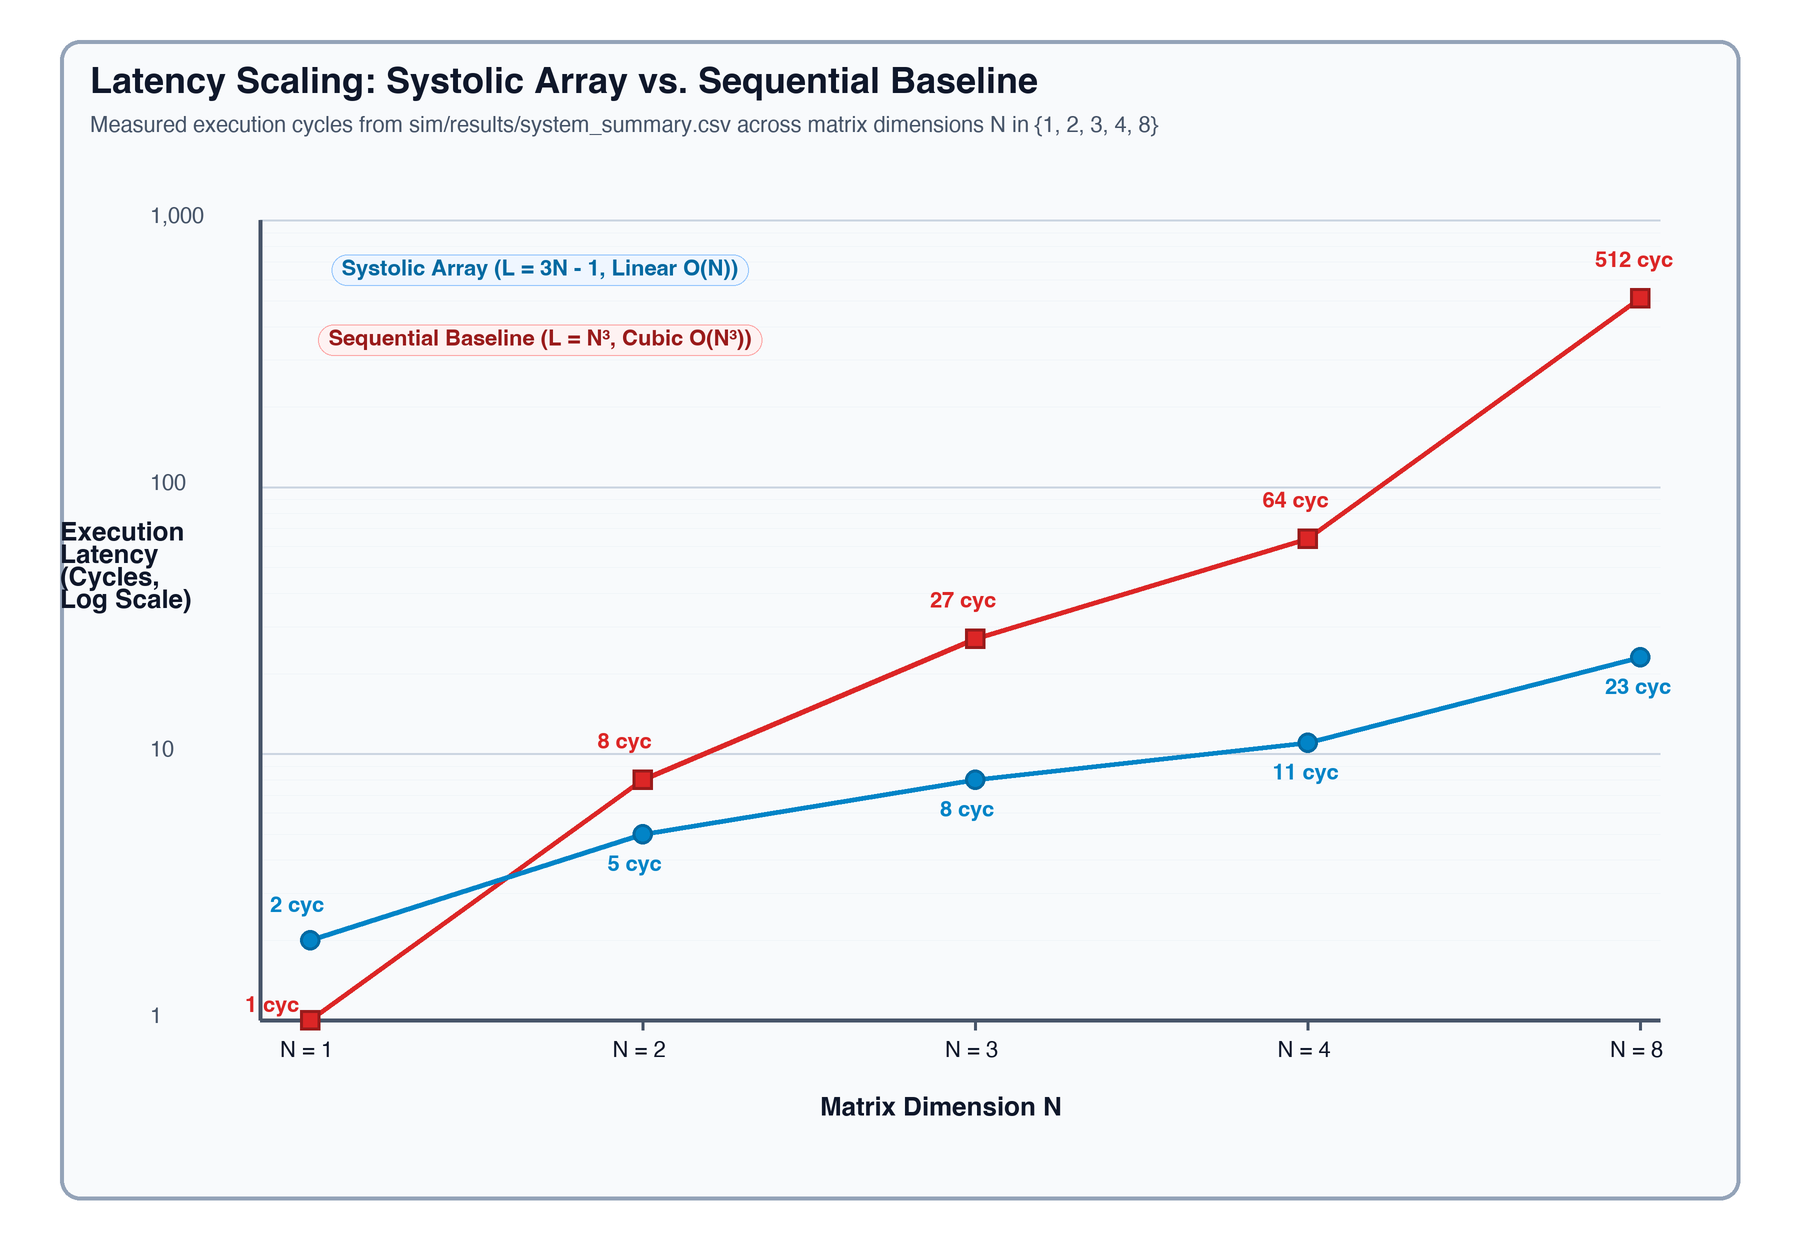 Latency Scaling: Systolic Array vs. Sequential Baseline
Measured execution cycles from sim/results/system_summary.csv across matrix dimensions N in {1, 2, 3, 4, 8}
1,000
Systolic Array (L = 3N - 1, Linear O(N))
512 cyc
Sequential Baseline (L = N³, Cubic O(N³))
100
64 cyc
Execution
Latency
(Cycles,
Log Scale)
27 cyc
23 cyc
10
8 cyc
11 cyc
8 cyc
5 cyc
2 cyc
1 cyc
1
N = 1
N = 2
N = 3
N = 4
N = 8
Matrix Dimension N